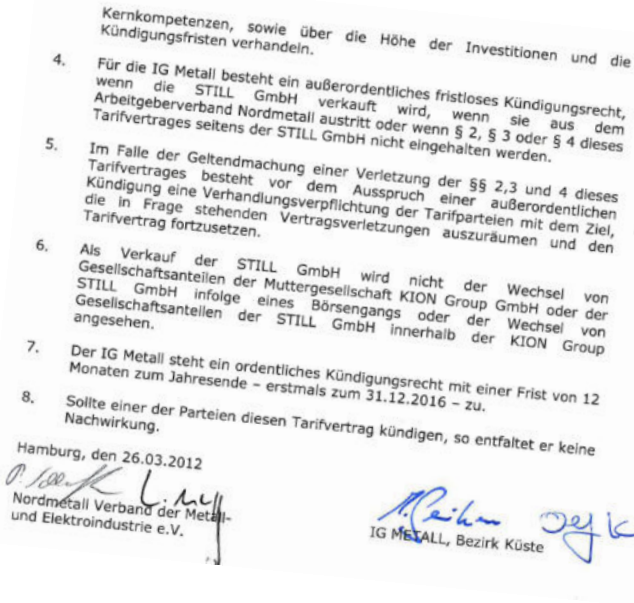 Kernkompetenzen, sowie über die Höhe der Investitionen und die
Kündigungsfristen verhandeln.
4. Für die IG Metall besteht ein außerordentliches fristloses Kündigungsrecht,
wenn die STILL GmbH verkauft wird, wenn sie aus dem
Arbeitgeberverband Nordmetall austritt oder wenn § 2, § 3 oder § 4 dieses
Tarifvertrages seitens der STILL GmbH nicht eingehalten werden.
5. Im Falle der Geltendmachung einer Verletzung der §§ 2,3 und 4 dieses
Tarifvertrages besteht vor dem Ausspruch einer außerordentlichen
Kündigung eine Verhandlungsverpflichtung der Tarifparteien mit dem Ziel,
die in Frage stehenden Vertragsverletzungen auszuräumen und den
Tarifvertrag fortzusetzen.
6. Als Verkauf der STILL GmbH wird nicht der Wechsel von
Gesellschaftsanteilen der Muttergesellschaft KION Group GmbH oder der
STILL GmbH infolge eines Börsengangs oder der Wechsel von
Gesellschaftsanteilen der STILL GmbH innerhalb der KION Group
angesehen.
7. Der IG Metall steht ein ordentliches Kündigungsrecht mit einer Frist von 12
Monaten zum Jahresende – erstmals zum 31.12.2016 – zu.
8. Sollte einer der Parteien diesen Tarifvertrag kündigen, so entfaltet er keine
Nachwirkung.
Hamburg, den 26.03.2012
Nordmetall Verband der Metall-
und Elektroindustrie e.V.
IG METALL, Bezirk Küste